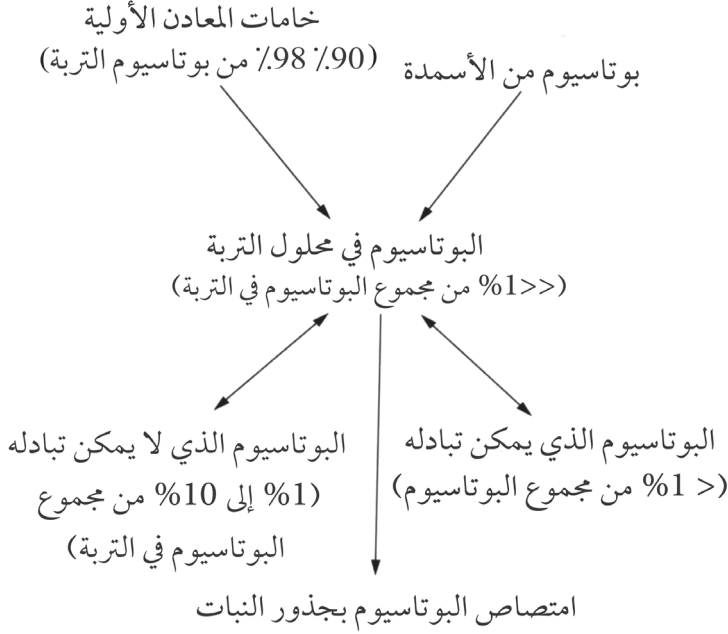 خامات المعادن الأولية
(90٪ 98٪ من بوتاسيوم التربة)
بوتاسيوم من الأسمدة
البوتاسيوم في محلول التربة
(<<1% من مجموع البوتاسيوم في التربة)
البوتاسيوم الذي يمكن تبادله
(< 1% من مجموع البوتاسيوم)
البوتاسيوم الذي لا يمكن تبادله
(1% إلى 10% من مجموع
البوتاسيوم في التربة)
امتصاص البوتاسيوم بجذور النبات